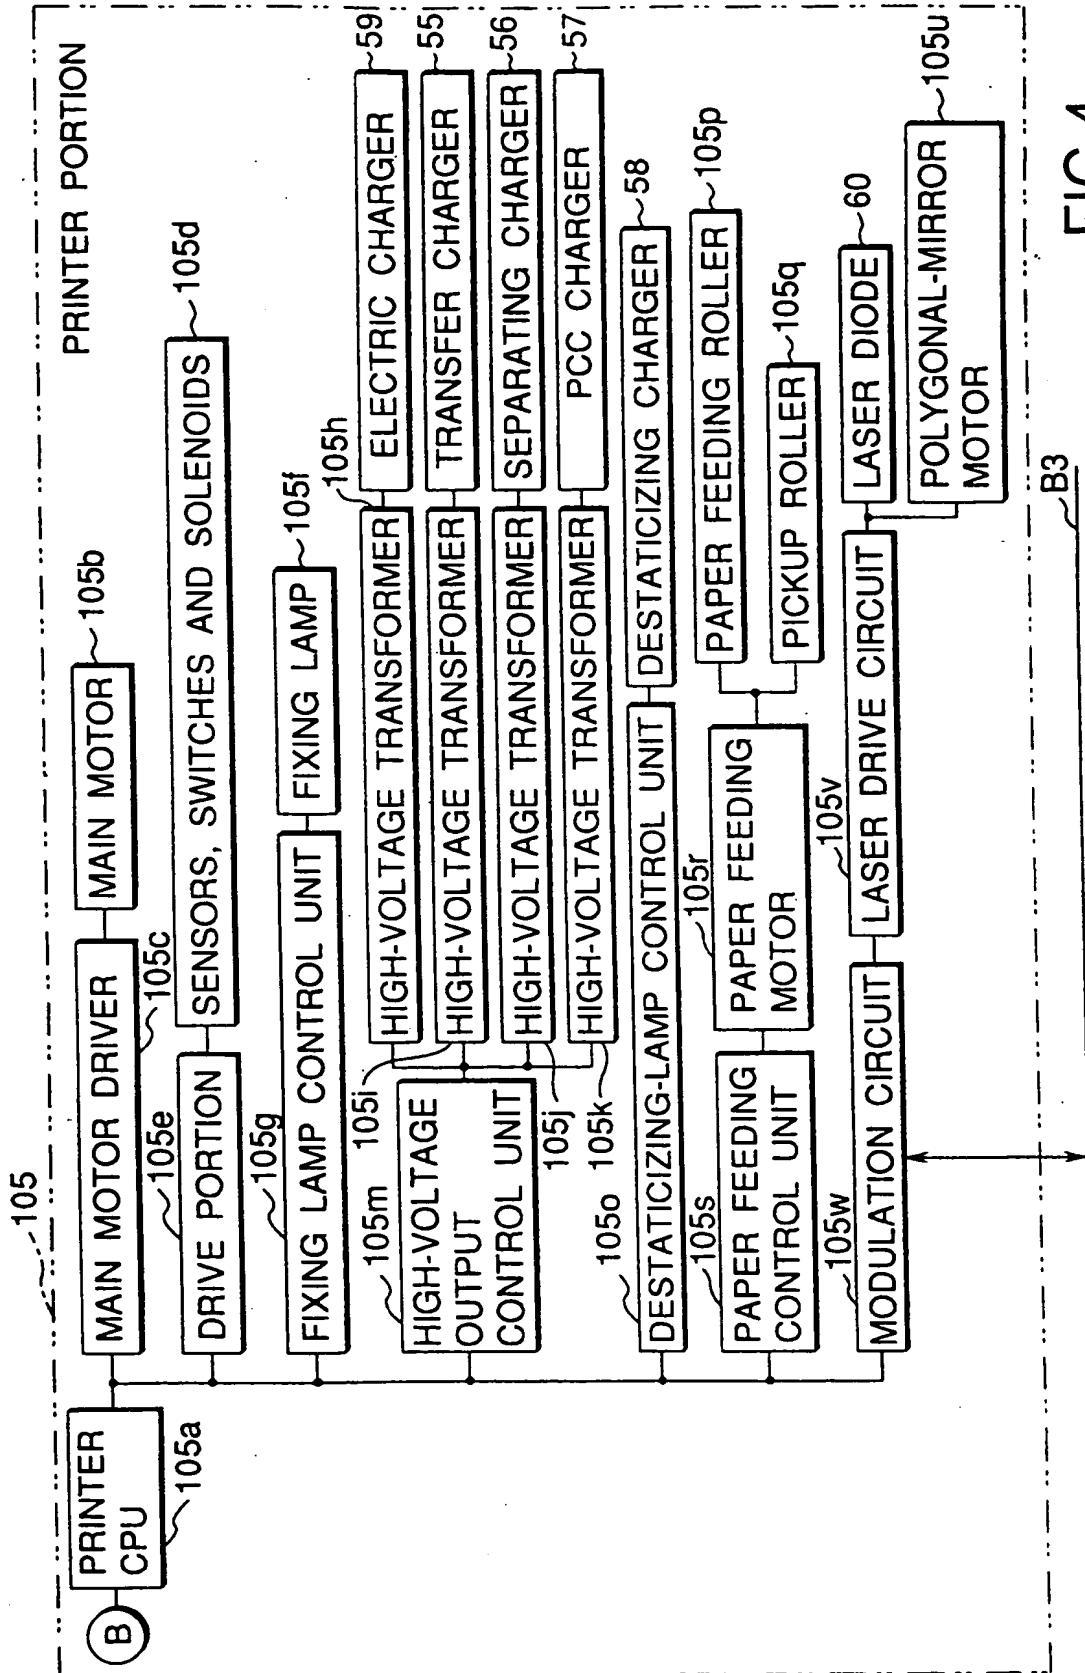 105
PRINTER PORTION
B
PRINTER
CPU
105a
MAIN MOTOR DRIVER
105c
MAIN MOTOR
105b
DRIVE PORTION
105e
SENSORS, SWITCHES AND SOLENOIDS
105d
FIXING LAMP CONTROL UNIT
105g
FIXING LAMP
105f
HIGH-VOLTAGE
OUTPUT
CONTROL UNIT
105m
HIGH-VOLTAGE TRANSFORMER
105h
ELECTRIC CHARGER
59
105i
HIGH-VOLTAGE TRANSFORMER
TRANSFER CHARGER
55
105j
HIGH-VOLTAGE TRANSFORMER
SEPARATING CHARGER
56
105k
HIGH-VOLTAGE TRANSFORMER
PCC CHARGER
57
105o
DESTATICIZING-LAMP CONTROL UNIT
DESTATICIZING CHARGER
58
105s
PAPER FEEDING
CONTROL UNIT
105r
PAPER FEEDING
MOTOR
PAPER FEEDING ROLLER
105p
PICKUP ROLLER
105q
105w
MODULATION CIRCUIT
105v
LASER DRIVE CIRCUIT
LASER DIODE
60
POLYGONAL-MIRROR
MOTOR
105u
B3